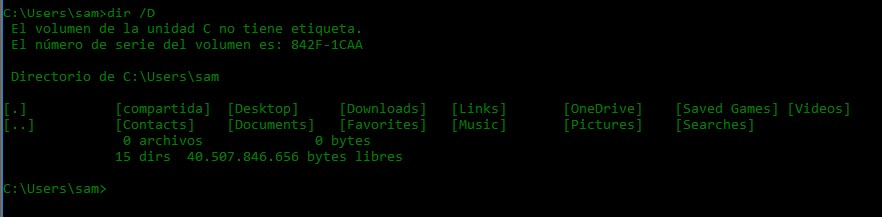 C:\Users\sam>dir /D
 El volumen de la unidad C no tiene etiqueta.
 El número de serie del volumen es: 842F-1CAA

 Directorio de C:\Users\sam

[.]           [compartida]  [Desktop]     [Downloads]   [Links]       [OneDrive]    [Saved Games] [Videos]
[..]          [Contacts]    [Documents]   [Favorites]   [Music]       [Pictures]    [Searches]
               0 archivos              0 bytes
              15 dirs  40.507.846.656 bytes libres

C:\Users\sam>